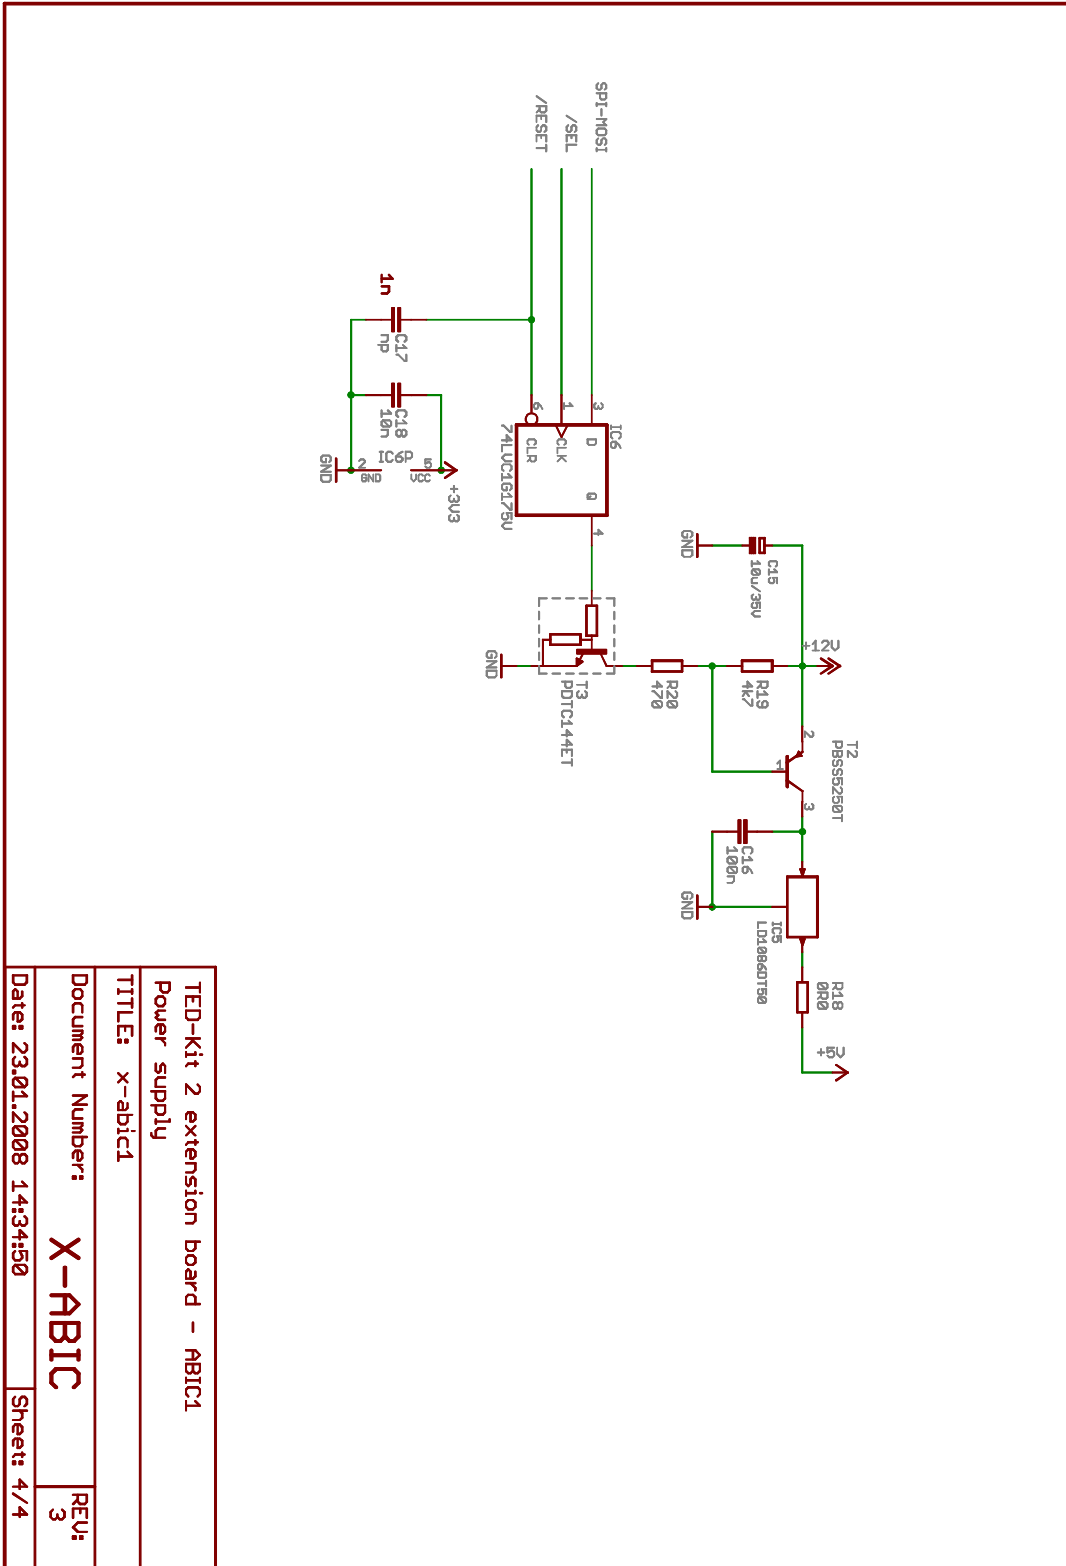 SPI-MOSI
/SEL
/RESET
1n
C17
np
C18
10n
IC6P
2
GND
5
VCC
GND
+3V3
IC6
3
D
1
CLK
6
CLR
Q
4
74LVC1G175V
GND
C15
10u/35V
+12V
R19
4k7
R20
470
T3
PDTC144ET
GND
T2
PBSS5250T
2
1
3
C16
100n
GND
IC5
LD1086DT50
R18
0R0
+5V
TED-Kit 2 extension board - ABIC1
Power supply
TITLE: x-abic1
Document Number:
X-ABIC
REV:
3
Date: 23.01.2008 14:34:50
Sheet: 4/4